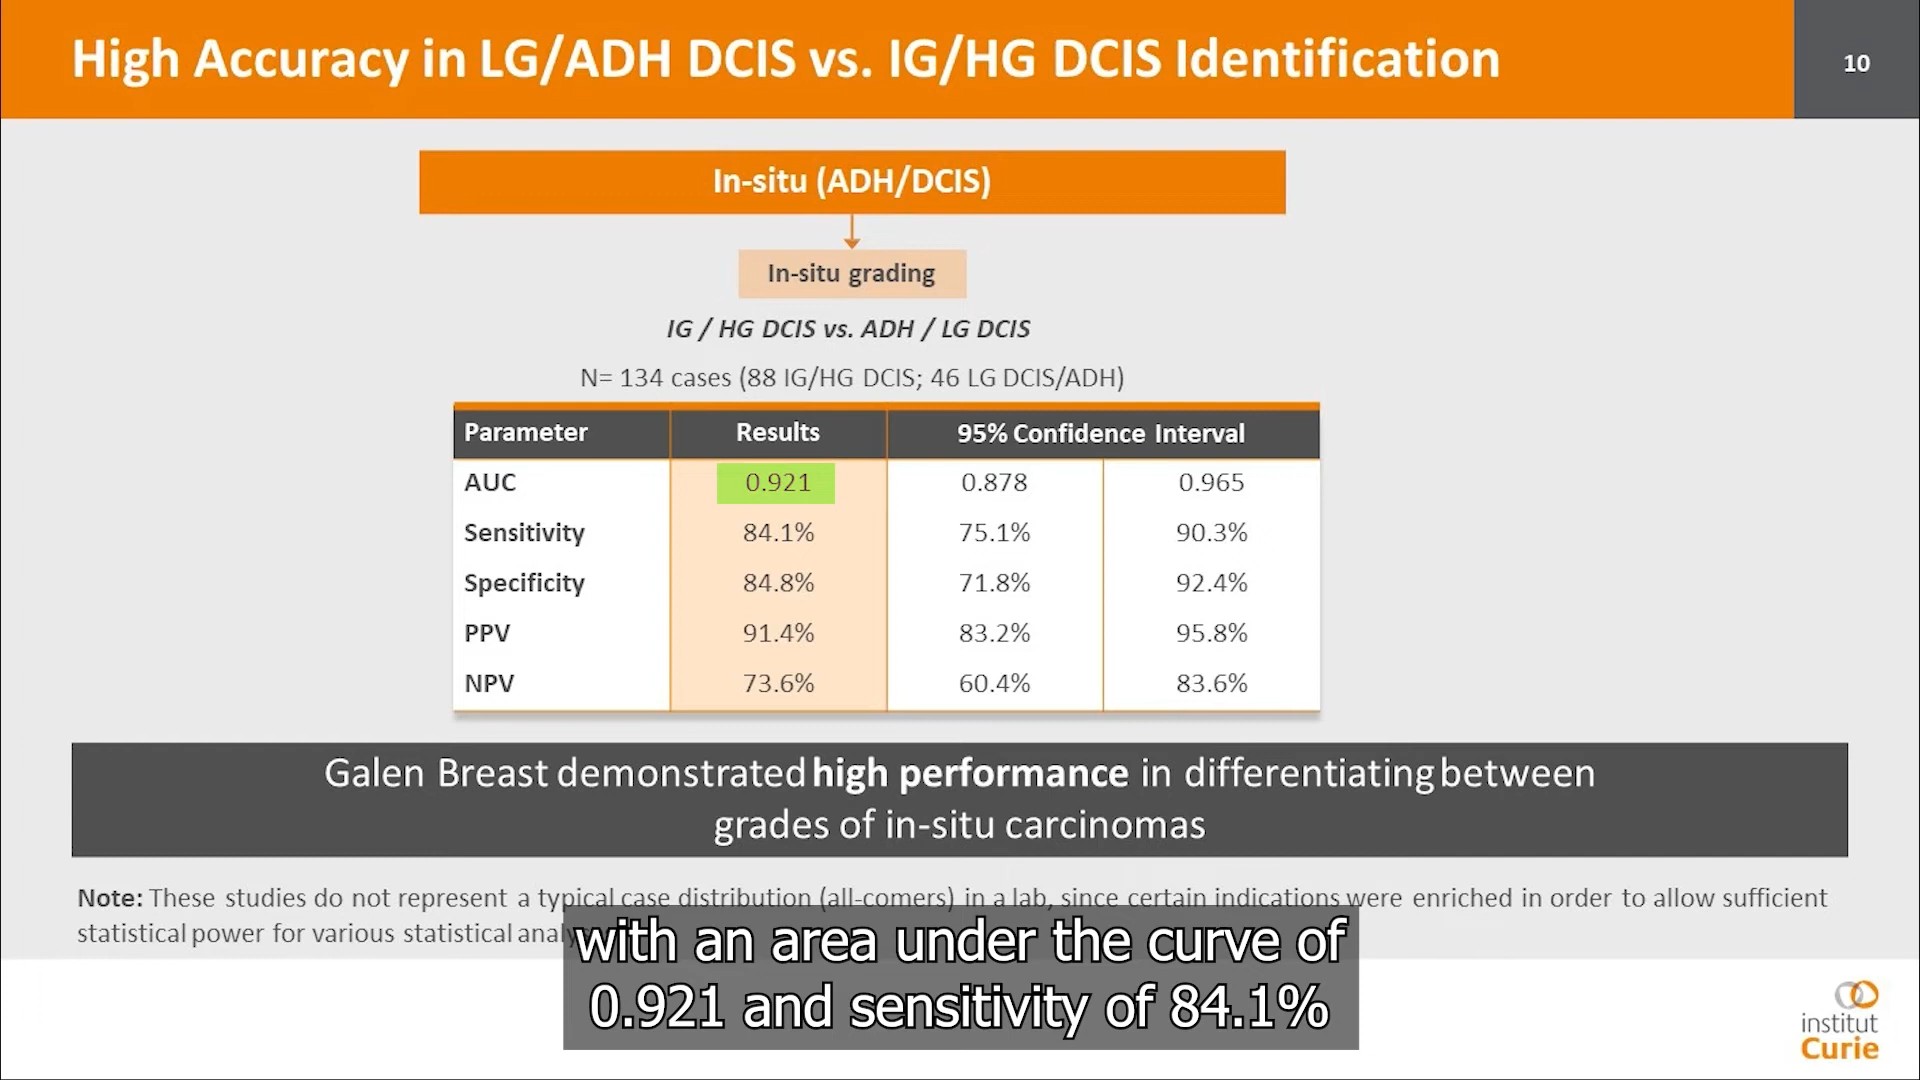 High Accuracy in LG/ADH DCIS vs. IG/HG DCIS Identification
10
In-situ (ADH/DCIS)
In-situ grading
IG / HG DCIS vs. ADH / LG DCIS
N= 134 cases (88 IG/HG DCIS; 46 LG DCIS/ADH)
Parameter Results 95% Confidence Interval
AUC 0.921 0.878 0.965
Sensitivity 84.1% 75.1% 90.3%
Specificity 84.8% 71.8% 92.4%
PPV 91.4% 83.2% 95.8%
NPV 73.6% 60.4% 83.6%
Galen Breast demonstrated high performance in differentiating between
grades of in-situ carcinomas
Note: These studies do not represent a typical case distribution (all-comers) in a lab, since certain indications were enriched in order to allow sufficient
statistical power for various statistical
with an area under the curve of
0.921 and sensitivity of 84.1%
institut
Curie